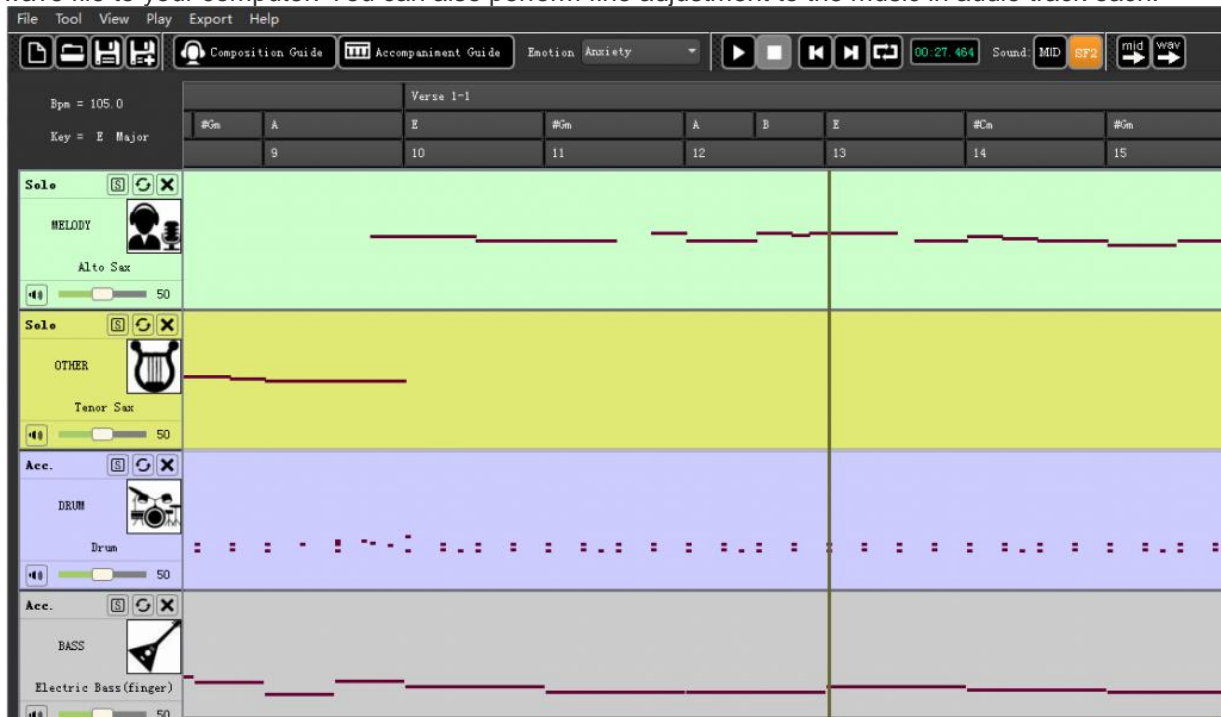 File Tool View Play Export Help
Composition Guide Accompaniment Guide Emotion Anxiety 00:27.464 Sound: MID SF2 mid wav
Bpm = 105.0 Verse 1-1
Key = E Major #Gm A E #Gm A B E #Cm #Gm
9 10 11 12 13 14 15
Solo S
MELODY
Alto Sax
50
Solo S
OTHER
Tenor Sax
50
Acc. S
DRUM
Drum
50
Acc. S
BASS
Electric Bass(finger)
50